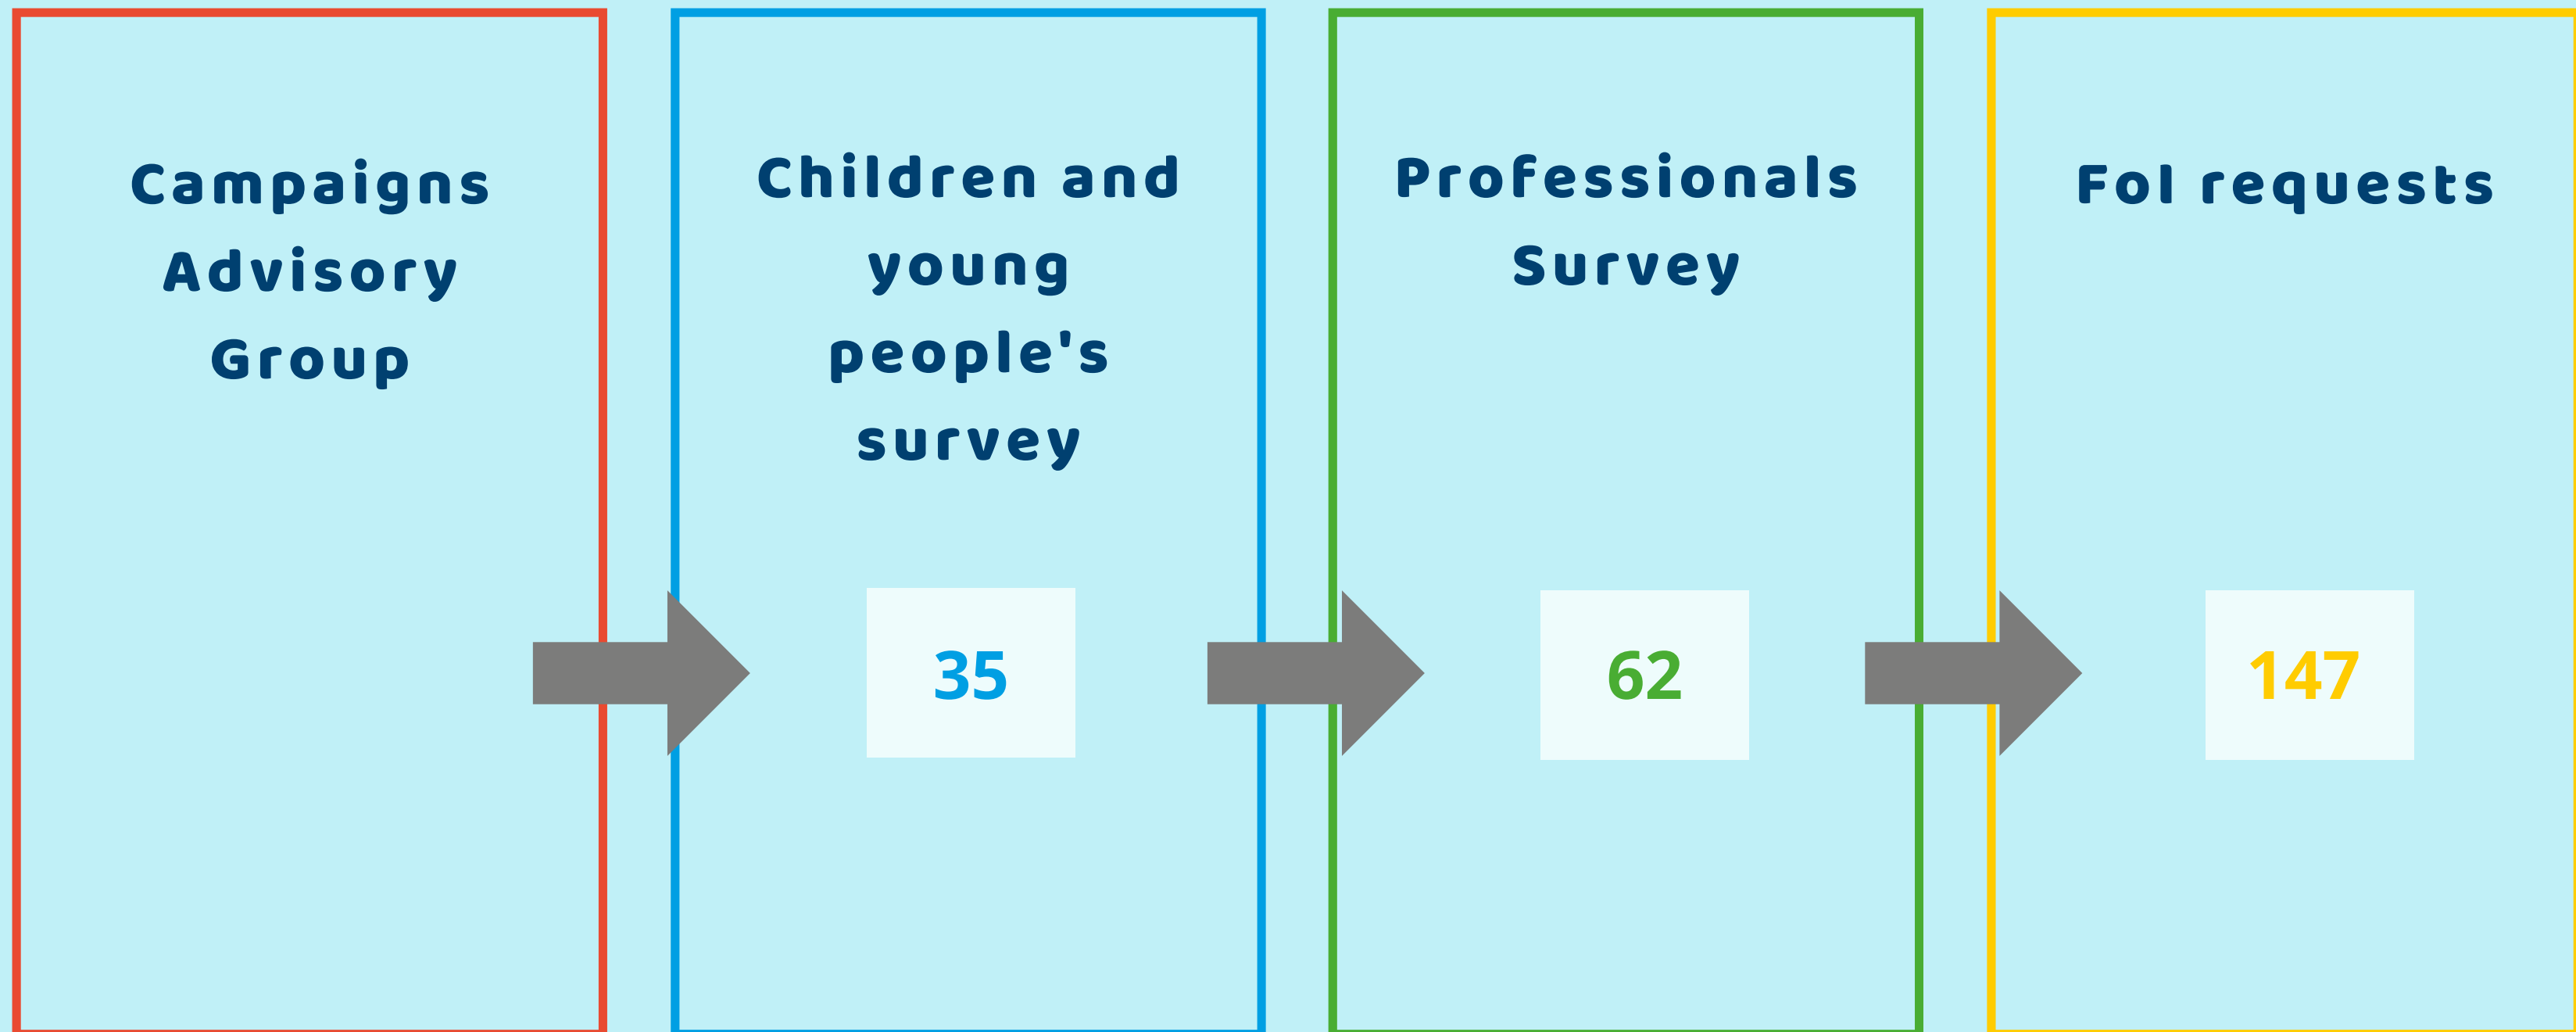 Campaigns
Advisory
Group
Children and
young
people's
survey
35
Professionals
Survey
62
FoI requests
147